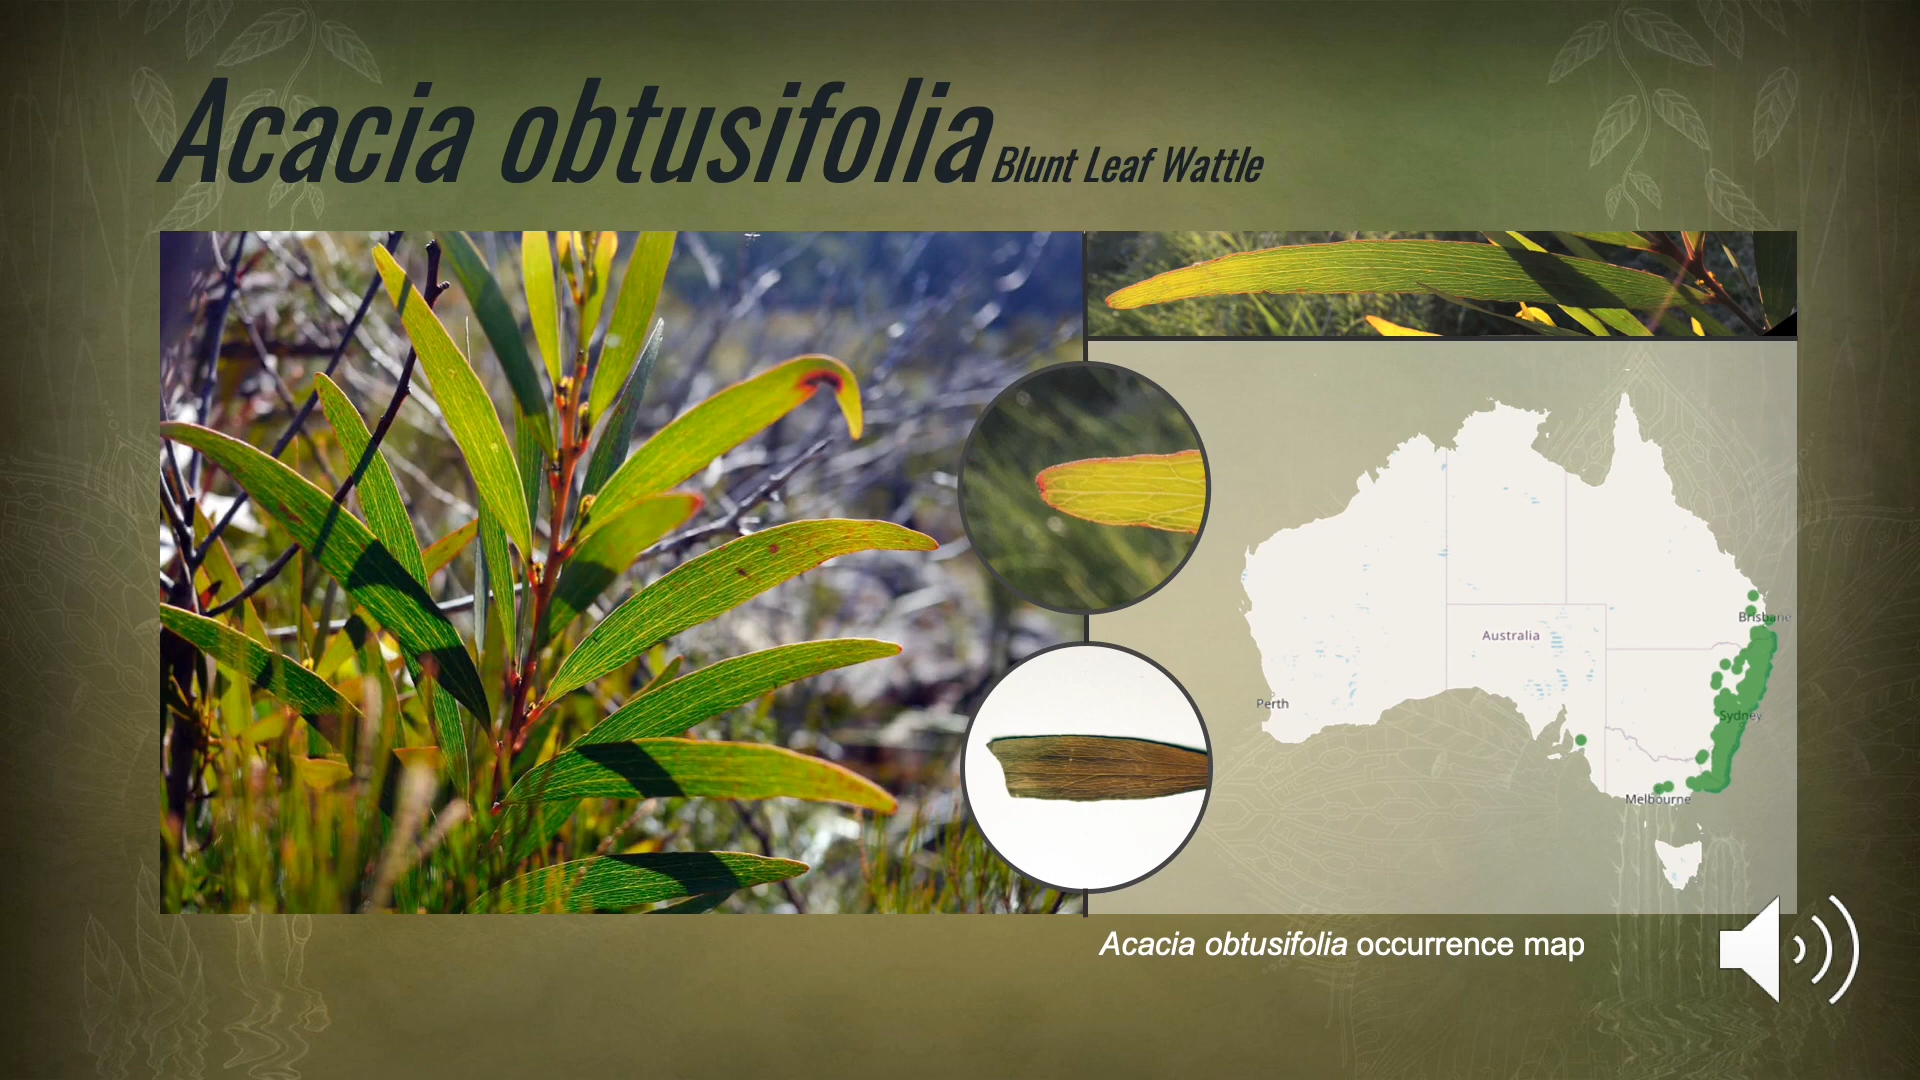 Acacia obtusifolia Blunt Leaf Wattle
Brisbane
Australia
Perth
Sydney
Melbourne
Acacia obtusifolia occurrence map